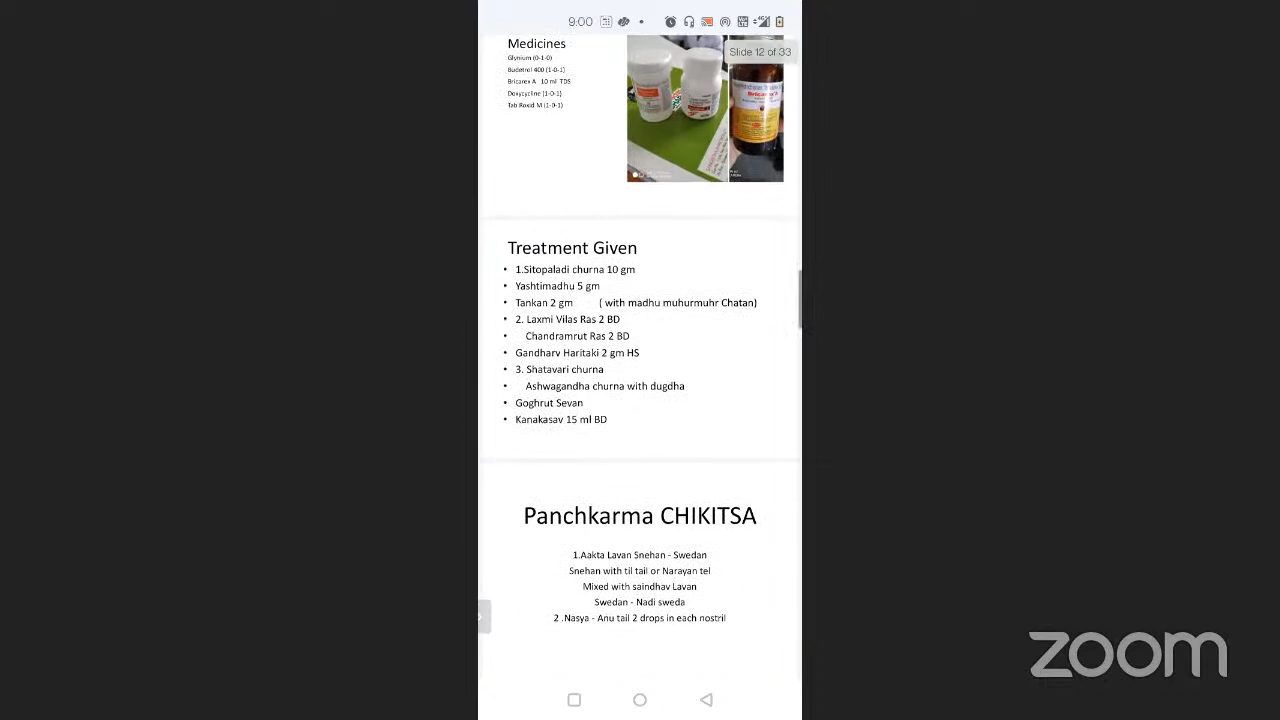 9:00
Slide 12 of 33
Medicines
Glynium (0-1-0)
Budetrol 400 (1-0-1)
Bricarex A 10 ml TDS
Doxycycline (1-0-1)
Tab Roxid M (1-0-1)
Bricarex A
Treatment Given
• 1.Sitopaladi churna 10 gm
• Yashtimadhu 5 gm
• Tankan 2 gm ( with madhu muhurmuhr Chatan)
• 2. Laxmi Vilas Ras 2 BD
• Chandramrut Ras 2 BD
• Gandharv Haritaki 2 gm HS
• 3. Shatavari churna
• Ashwagandha churna with dugdha
• Goghrut Sevan
• Kanakasav 15 ml BD
Panchkarma CHIKITSA
1.Aakta Lavan Snehan - Swedan
Snehan with til tail or Narayan tel
Mixed with saindhav Lavan
Swedan - Nadi sweda
2 .Nasya - Anu tail 2 drops in each nostril
zoom